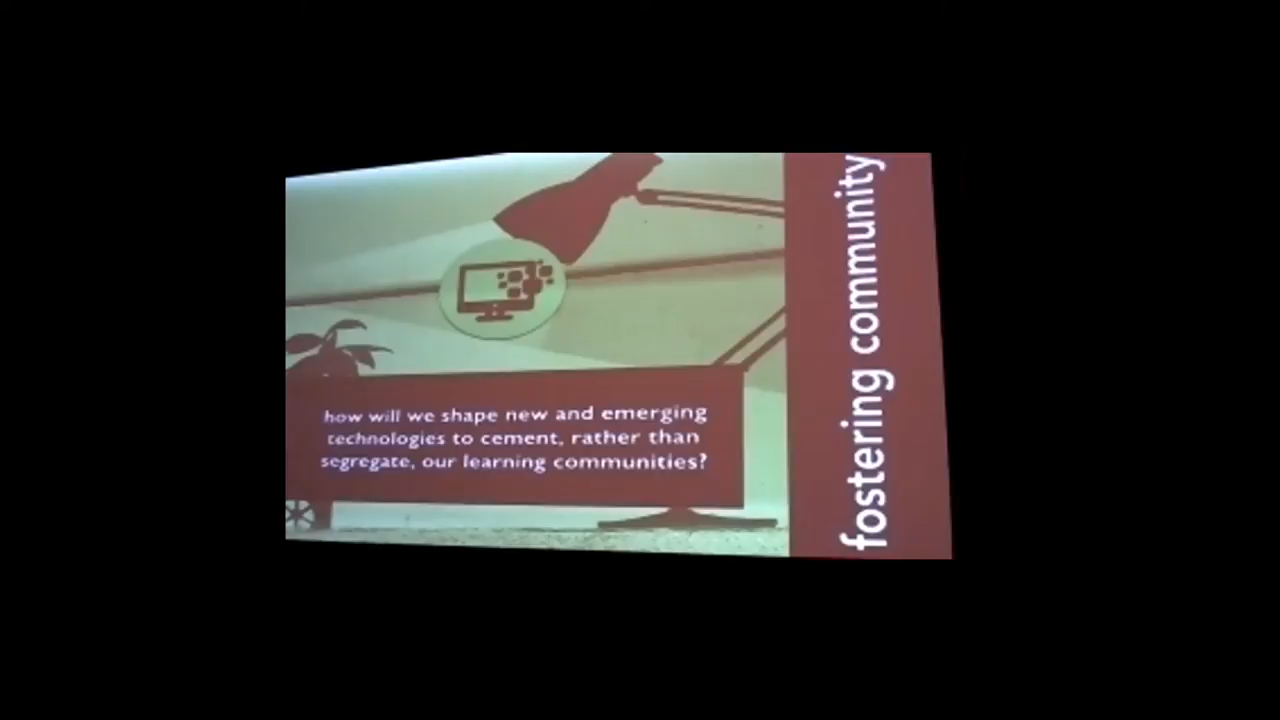 how will we shape new and emerging
technologies to cement, rather than
segregate, our learning communities?
fostering community